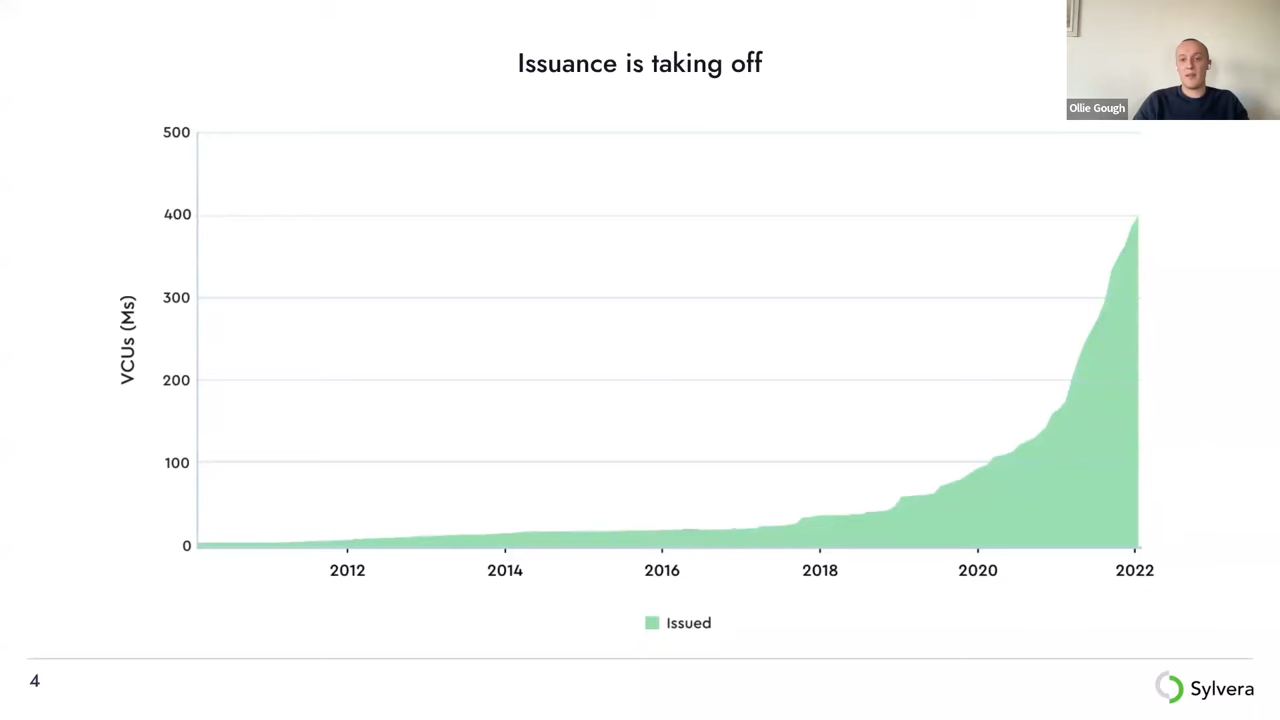 Issuance is taking off
Ollie Gough
500
400
300
200
100
0
VCUs (Ms)
2012 2014 2016 2018 2020 2022
Issued
4
Sylvera